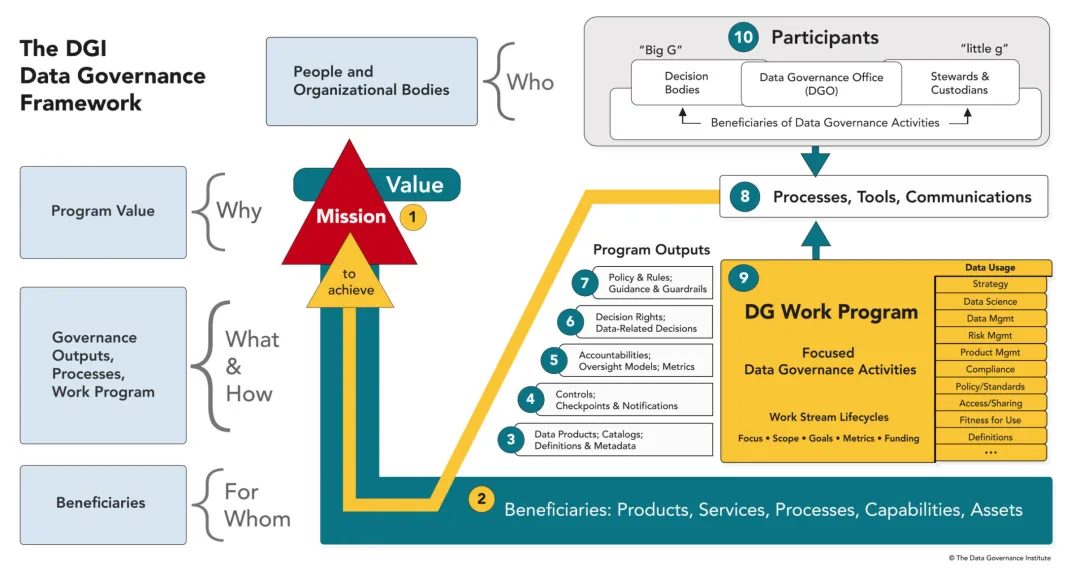 The DGI
Data Governance
Framework
People and
Organizational Bodies
Who
10
Participants
“Big G”
“little g”
Decision
Bodies
Data Governance Office
(DGO)
Stewards &
Custodians
Beneficiaries of Data Governance Activities
Program Value
Why
Value
Mission
1
to
achieve
8
Processes, Tools, Communications
Governance
Outputs,
Processes,
Work Program
What
&
How
Program Outputs
7
Policy & Rules;
Guidance & Guardrails
6
Decision Rights;
Data-Related Decisions
5
Accountabilities;
Oversight Models; Metrics
4
Controls;
Checkpoints & Notifications
3
Data Products; Catalogs;
Definitions & Metadata
9
DG Work Program
Focused
Data Governance Activities
Work Stream Lifecycles
Focus • Scope • Goals • Metrics • Funding
Data Usage
Strategy
Data Science
Data Mgmt
Risk Mgmt
Product Mgmt
Compliance
Policy/Standards
Access/Sharing
Fitness for Use
Definitions
•••
Beneficiaries
For
Whom
2
Beneficiaries: Products, Services, Processes, Capabilities, Assets
© The Data Governance Institute